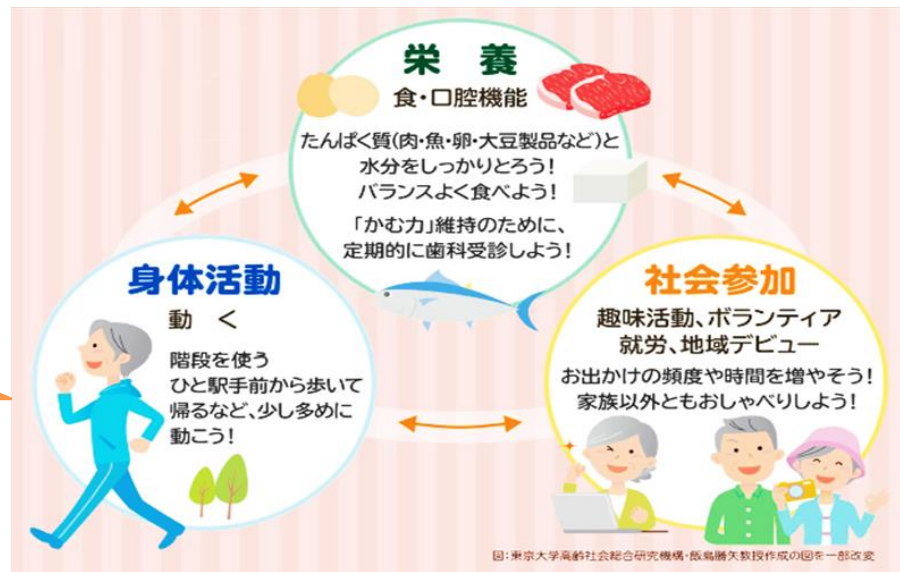 栄 養
食・口腔機能
たんぱく質(肉・魚・卵・大豆製品など)と
水分をしっかりとろう!
バランスよく食べよう!
「かむ力」維持のために、
定期的に歯科受診しよう!
身体活動
動 く
階段を使う
ひと駅手前から歩いて
帰るなど、少し多めに
動こう!
社会参加
趣味活動、ボランティア
就労、地域デビュー
お出かけの頻度や時間を増やそう!
家族以外ともおしゃべりしよう!
図:東京大学高齢社会総合研究機構・飯島勝矢教授作成の図を一部改変